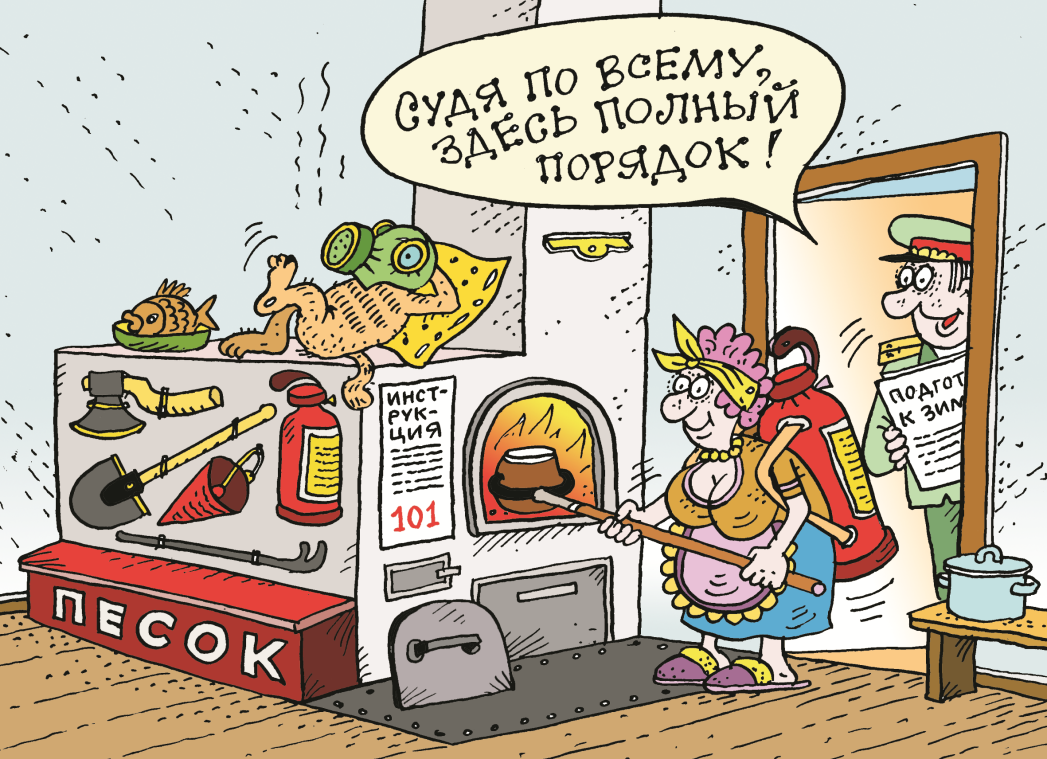 СУДЯ ПО ВСЕМУ,
ЗДЕСЬ ПОЛНЫЙ
ПОРЯДОК!
ИНСТ-
РУК-
ЦИЯ
101
ПОДГОТ
К ЗИМ
ПЕСОК